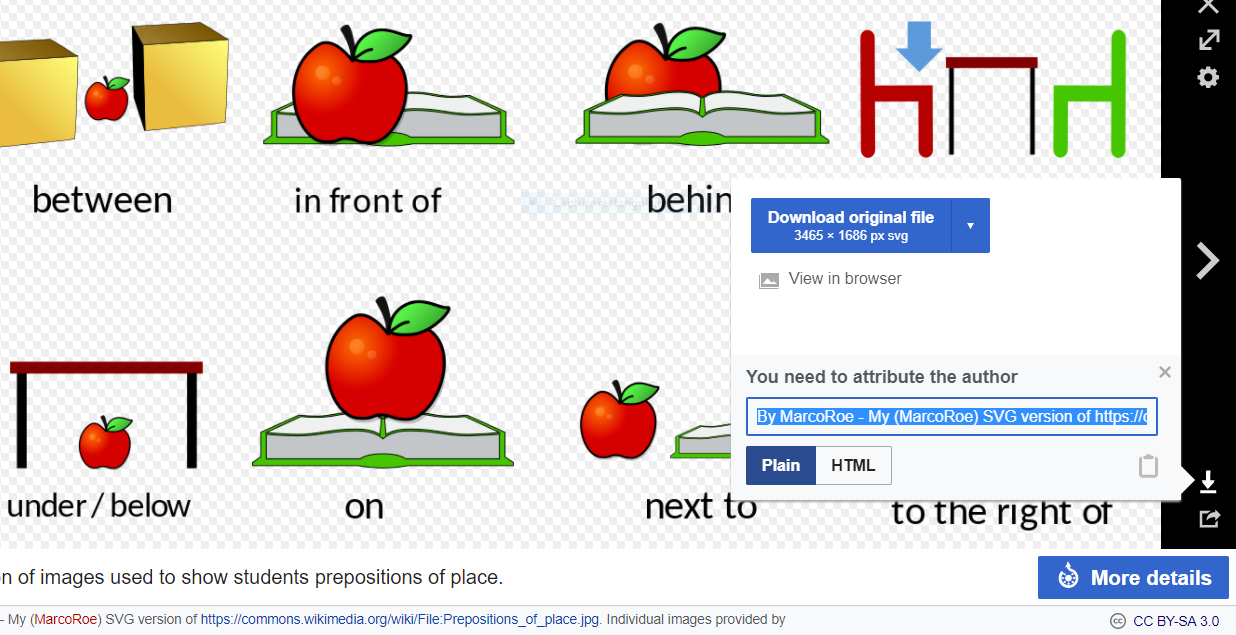 between
in front of
behin
Download original file
3465 × 1686 px svg
View in browser
You need to attribute the author
By MarcoRoe - My (MarcoRoe) SVG version of https://c
Plain
HTML
under / below
on
next to
to the right of
n of images used to show students prepositions of place.
More details
- My (MarcoRoe) SVG version of https://commons.wikimedia.org/wiki/File:Prepositions_of_place.jpg. Individual images provided by
CC BY-SA 3.0